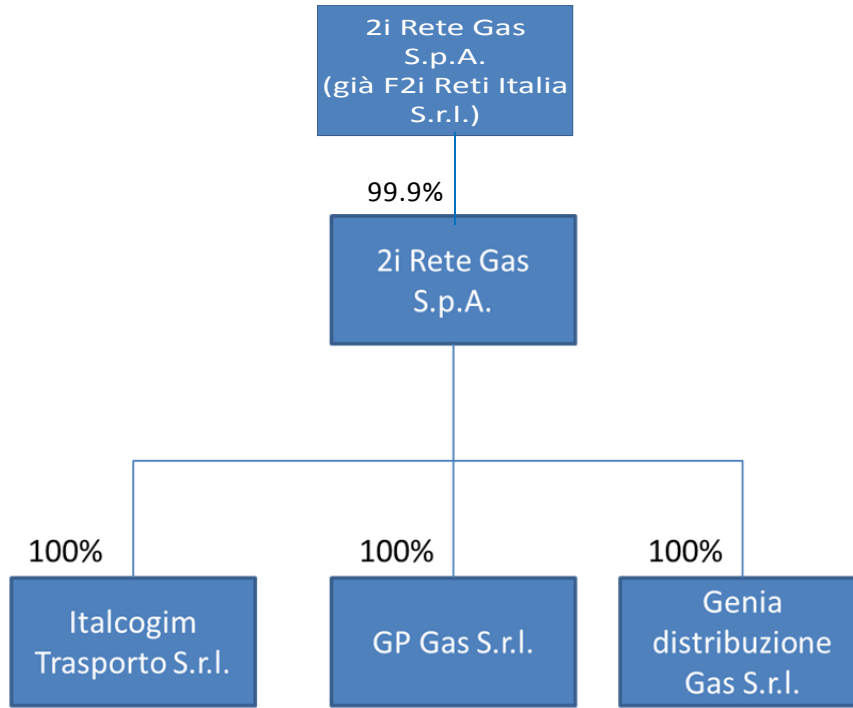 2i Rete Gas
S.p.A.
(già F2i Reti Italia
S.r.l.)
99.9%
2i Rete Gas
S.p.A.
100%
100%
100%
Italcogim
Trasporto S.r.l.
GP Gas S.r.l.
Genia
distribuzione
Gas S.r.l.